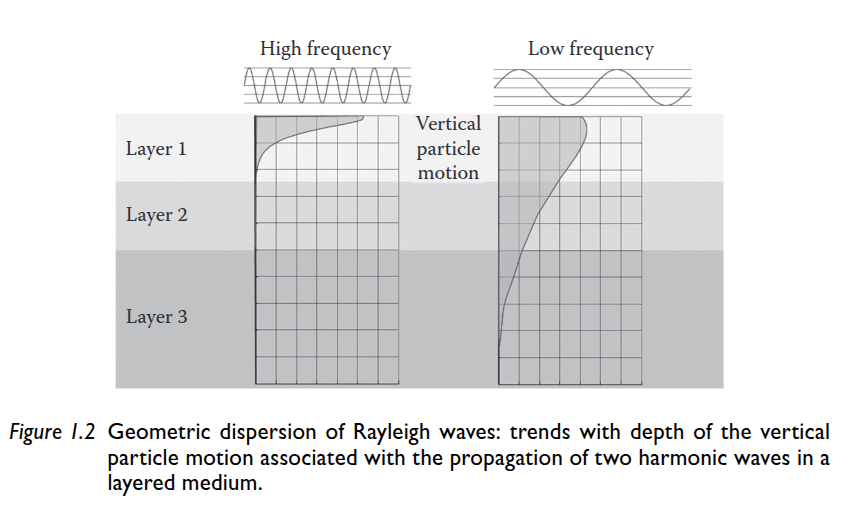 High frequency
Low frequency
Vertical
particle
motion
Layer 1
Layer 2
Layer 3
Figure 1.2 Geometric dispersion of Rayleigh waves: trends with depth of the vertical
particle motion associated with the propagation of two harmonic waves in a
layered medium.